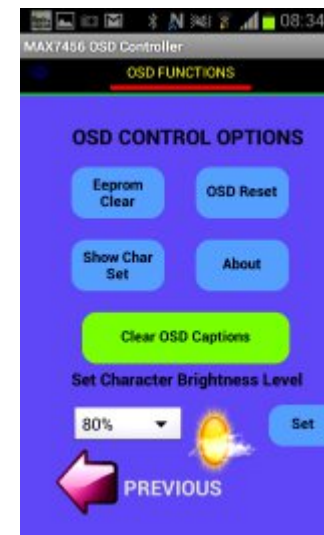 08:34
MAX7456 OSD Controller
OSD FUNCTIONS
OSD CONTROL OPTIONS
Eeprom
Clear
OSD Reset
Show Char
Set
About
Clear OSD Captions
Set Character Brightness Level
80%
Set
PREVIOUS